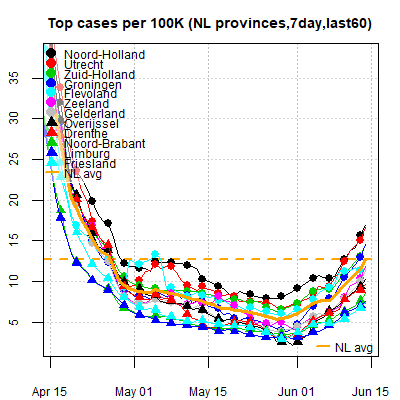 Top cases per 100K (NL provinces,7day,last60)
Noord-Holland
Utrecht
Zuid-Holland
Groningen
Flevoland
Zeeland
Gelderland
Overijssel
Drenthe
Noord-Brabant
Limburg
Friesland
NL avg
35
30
25
20
15
10
5
NL avg
Apr 15
May 01
May 15
Jun 01
Jun 15